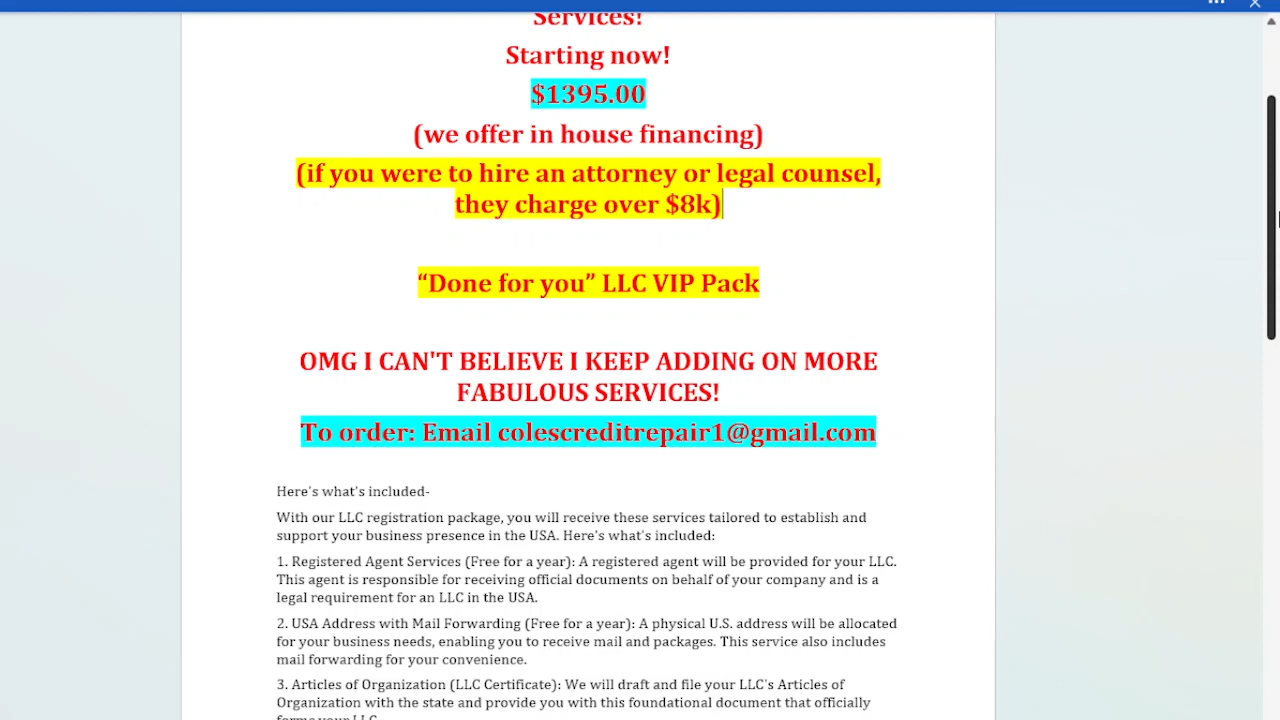 Services!
Starting now!
$1395.00
(we offer in house financing)
(if you were to hire an attorney or legal counsel,
they charge over $8k)
“Done for you” LLC VIP Pack
OMG I CAN'T BELIEVE I KEEP ADDING ON MORE
FABULOUS SERVICES!
To order: Email colescreditrepair1@gmail.com
Here's what's included-
With our LLC registration package, you will receive these services tailored to establish and
support your business presence in the USA. Here's what's included:
1. Registered Agent Services (Free for a year): A registered agent will be provided for your LLC.
This agent is responsible for receiving official documents on behalf of your company and is a
legal requirement for an LLC in the USA.
2. USA Address with Mail Forwarding (Free for a year): A physical U.S. address will be allocated
for your business needs, enabling you to receive mail and packages. This service also includes
mail forwarding for your convenience.
3. Articles of Organization (LLC Certificate): We will draft and file your LLC's Articles of
Organization with the state and provide you with this foundational document that officially
forms your LLC.